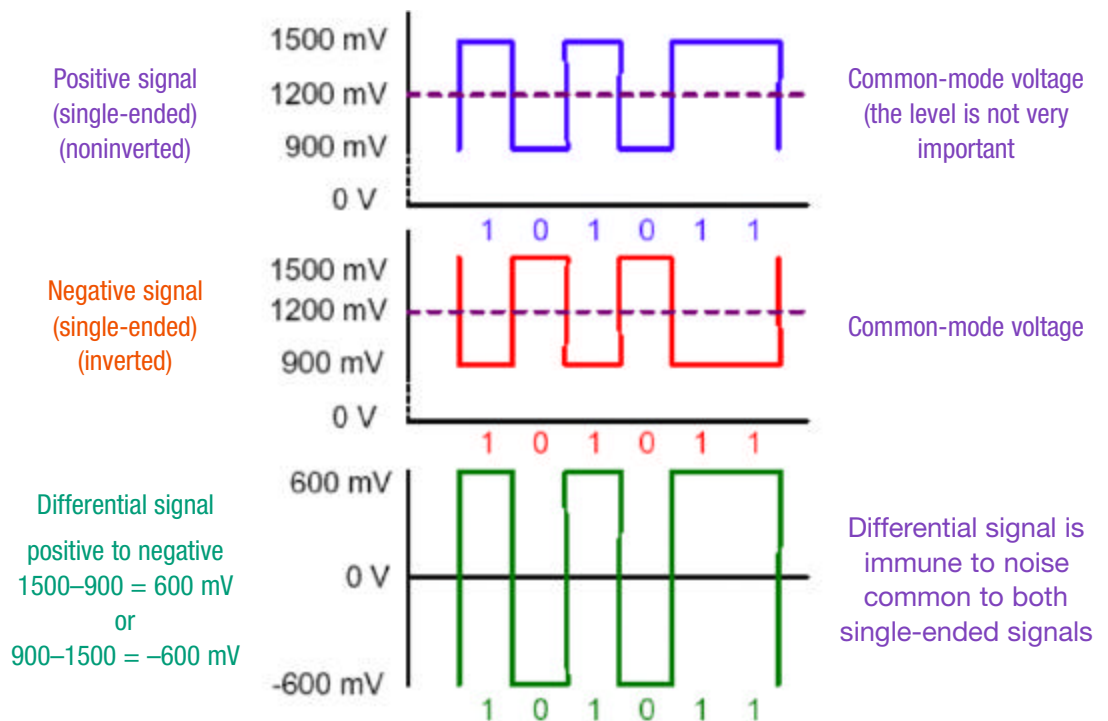 1500 mV
Positive signal
(single-ended)
(noninverted)
1200 mV
Common-mode voltage
(the level is not very
important
900 mV
0 V
1 0 1 0 1 1
Negative signal
(single-ended)
(inverted)
1500 mV
1200 mV
Common-mode voltage
900 mV
0 V
1 0 1 0 1 1
Differential signal
positive to negative
1500–900 = 600 mV
or
900–1500 = –600 mV
600 mV
0 V
-600 mV
Differential signal is
immune to noise
common to both
single-ended signals
1 0 1 0 1 1